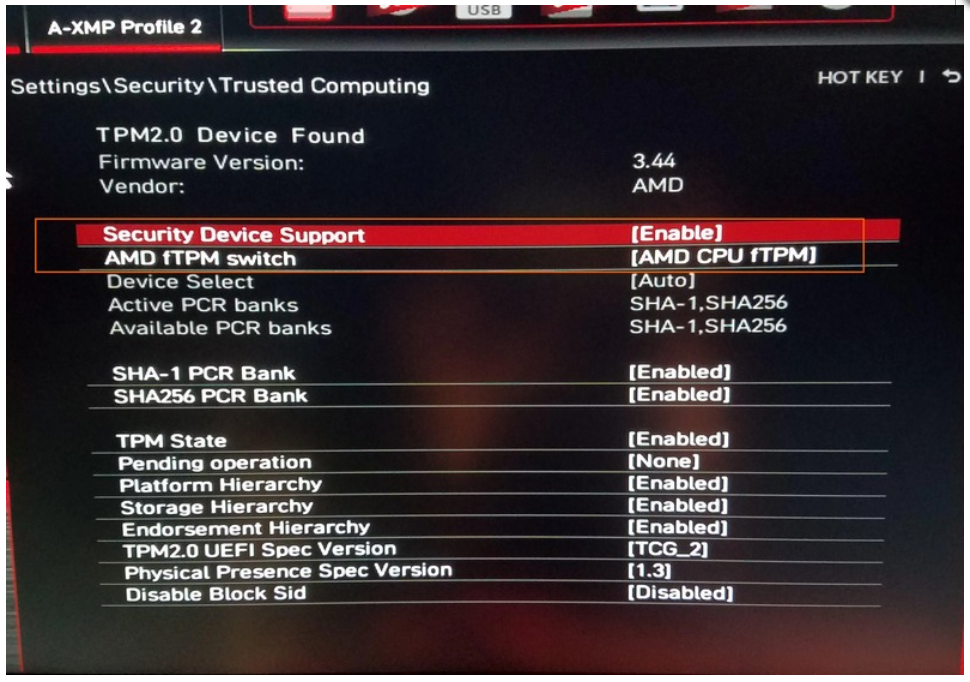 USB
A-XMP Profile 2
Settings\Security\Trusted Computing
HOT KEY |
TPM2.0 Device Found
Firmware Version: 3.44
Vendor: AMD
Security Device Support [Enable]
AMD fTPM switch [AMD CPU fTPM]
Device Select [Auto]
Active PCR banks SHA-1,SHA256
Available PCR banks SHA-1,SHA256
SHA-1 PCR Bank [Enabled]
SHA256 PCR Bank [Enabled]
TPM State [Enabled]
Pending operation [None]
Platform Hierarchy [Enabled]
Storage Hierarchy [Enabled]
Endorsement Hierarchy [Enabled]
TPM2.0 UEFI Spec Version [TCG_2]
Physical Presence Spec Version [1.3]
Disable Block Sid [Disabled]